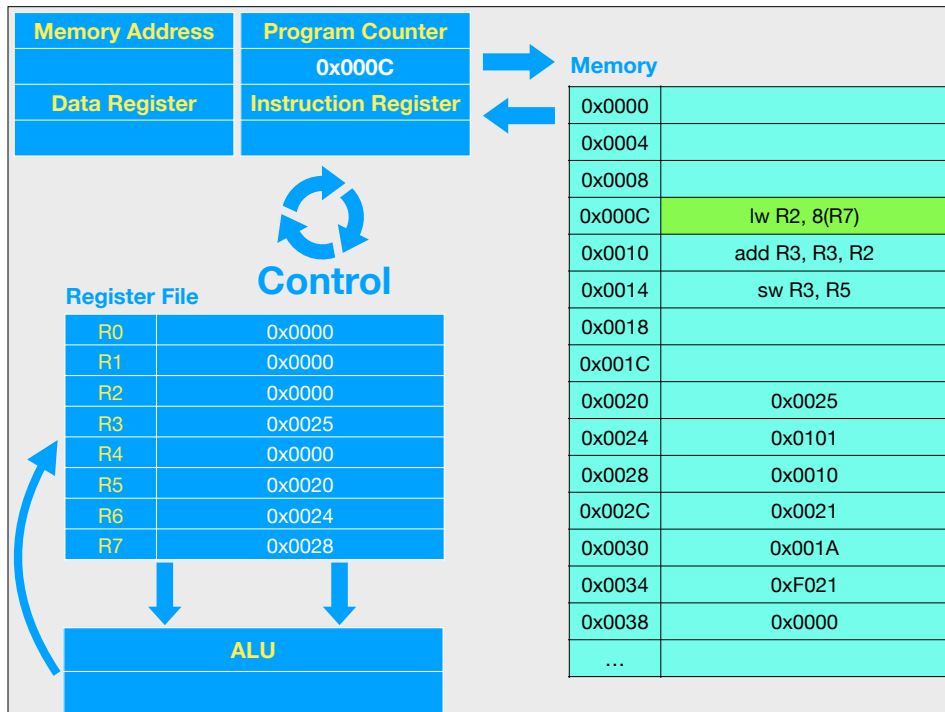 Memory Address Program Counter
0x000C
Data Register Instruction Register
Memory
0x0000
0x0004
0x0008
0x000C lw R2, 8(R7)
0x0010 add R3, R3, R2
0x0014 sw R3, R5
0x0018
0x001C
0x0020 0x0025
0x0024 0x0101
0x0028 0x0010
0x002C 0x0021
0x0030 0x001A
0x0034 0xF021
0x0038 0x0000
...
Control
Register File
R0 0x0000
R1 0x0000
R2 0x0000
R3 0x0025
R4 0x0000
R5 0x0020
R6 0x0024
R7 0x0028
ALU